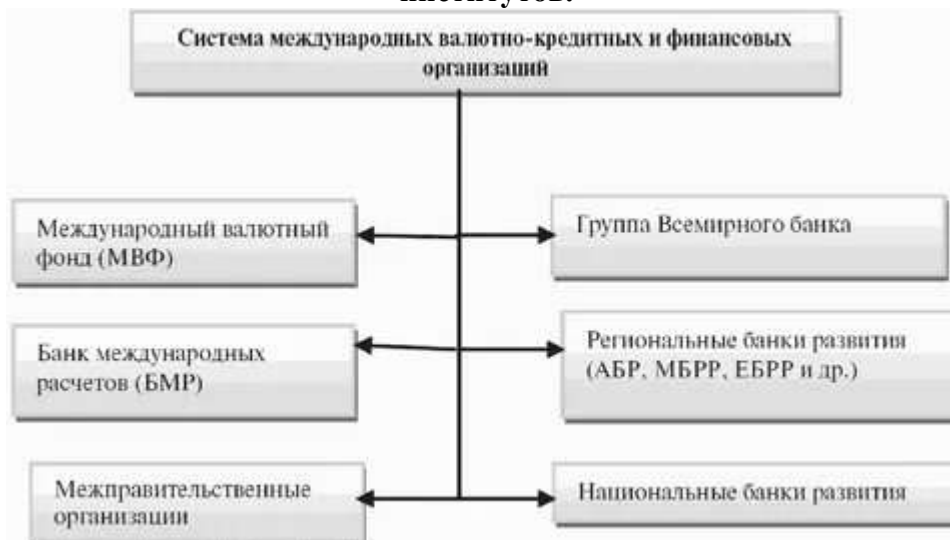 институтов.
Система международных валютно-кредитных и финансовых
организаций
Международный валютный
фонд (МВФ)
Группа Всемирного банка
Банк международных
расчетов (БМР)
Региональные банки развития
(АБР, МБРР, ЕБРР и др.)
Межправительственные
организации
Национальные банки развития